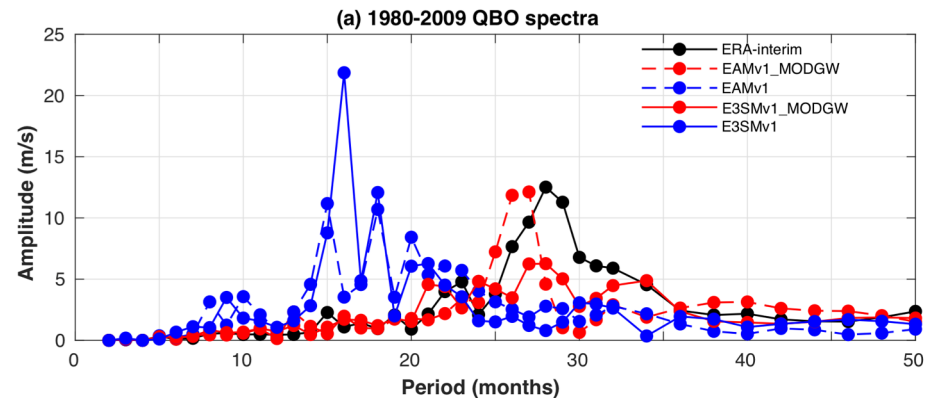 (a) 1980-2009 QBO spectra
25
20
15
10
5
0
Amplitude (m/s)
ERA-interim
EAMv1_MODGW
EAMv1
E3SMv1_MODGW
E3SMv1
0 10 20 30 40 50
Period (months)